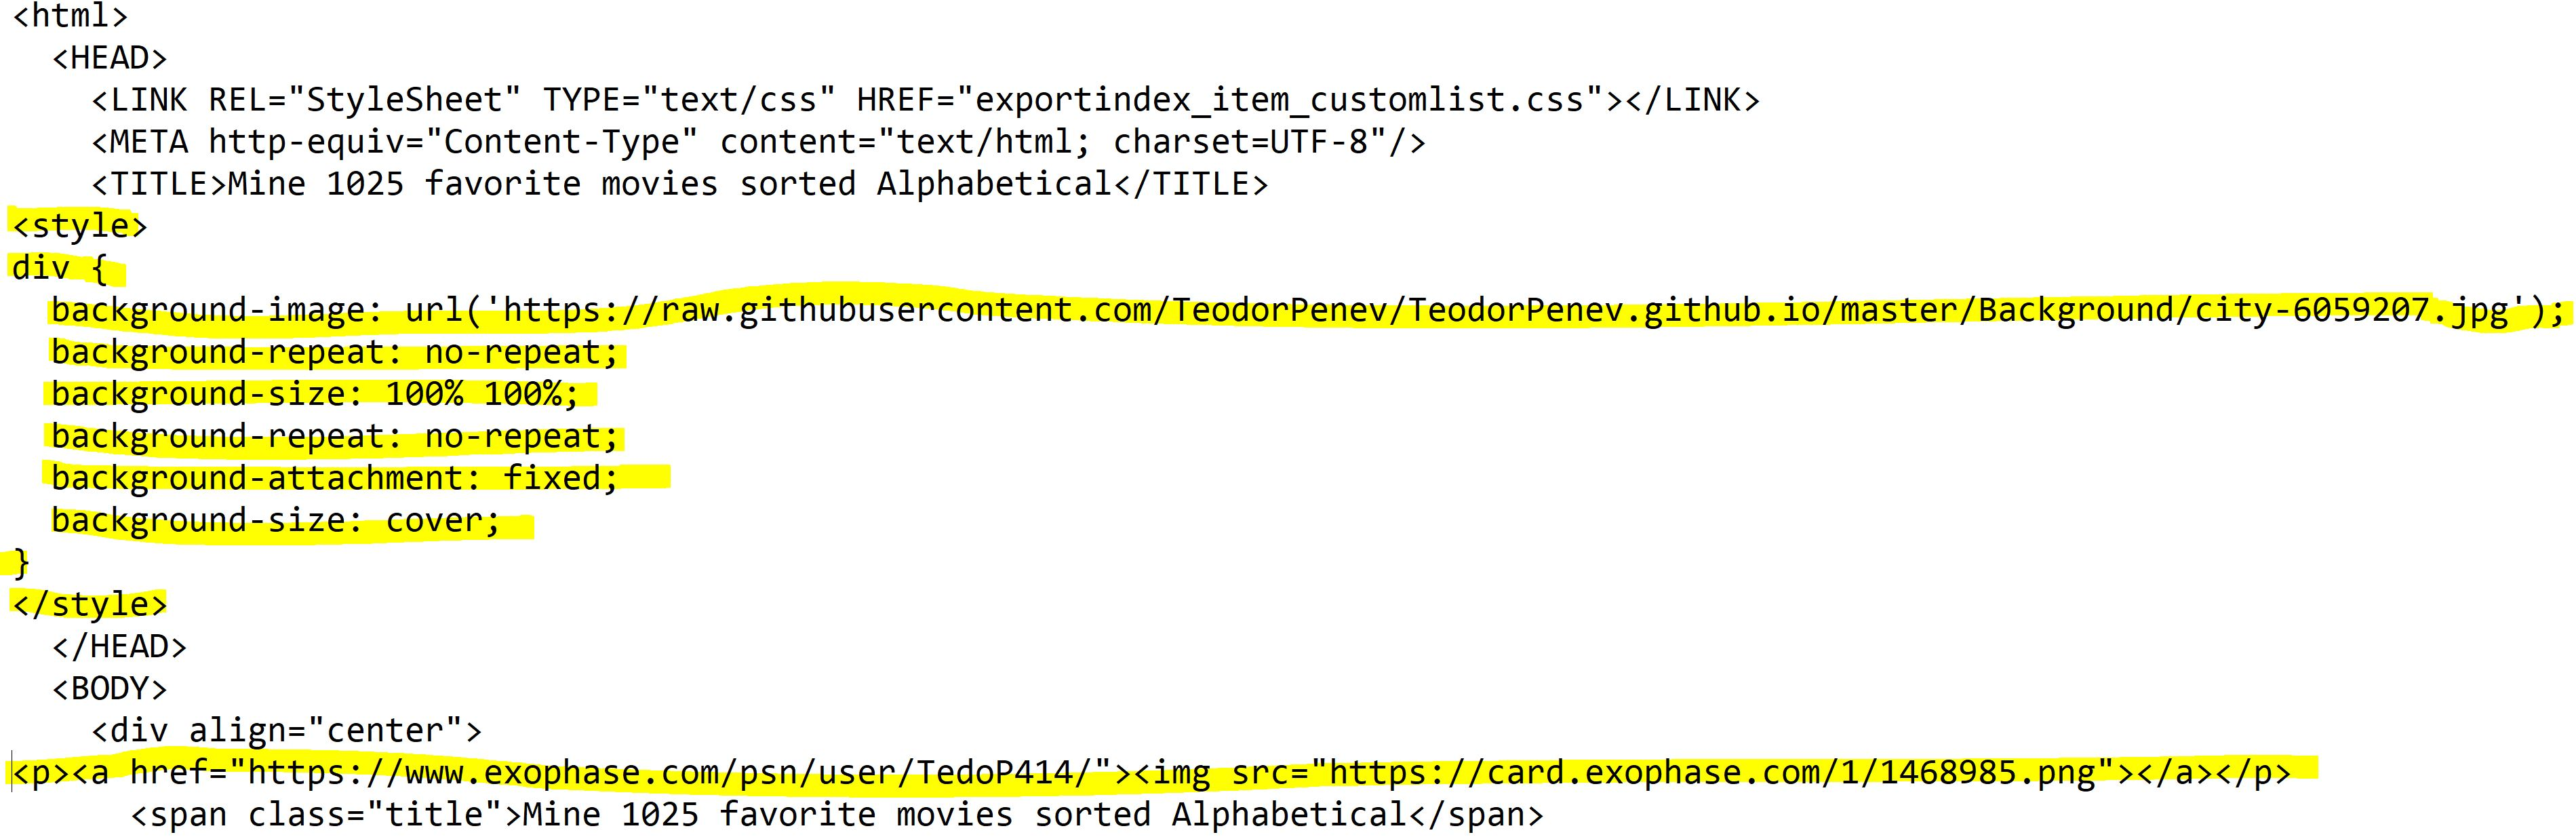 <html>
<HEAD>
<LINK REL="StyleSheet" TYPE="text/css" HREF="exportindex_item_customlist.css"></LINK>
<META http-equiv="Content-Type" content="text/html; charset=UTF-8"/>
<TITLE>Mine 1025 favorite movies sorted Alphabetical</TITLE>
<style>
div {
background-image: url('https://raw.githubusercontent.com/TeodorPenev/TeodorPenev.github.io/master/Background/city-6059207.jpg');
background-repeat: no-repeat;
background-size: 100% 100%;
background-repeat: no-repeat;
background-attachment: fixed;
background-size: cover;
}
</style>
</HEAD>
<BODY>
<div align="center">
<p><a href="https://www.exophase.com/psn/user/TedoP414/"><img src="https://card.exophase.com/1/1468985.png"></a></p>
<span class="title">Mine 1025 favorite movies sorted Alphabetical</span>